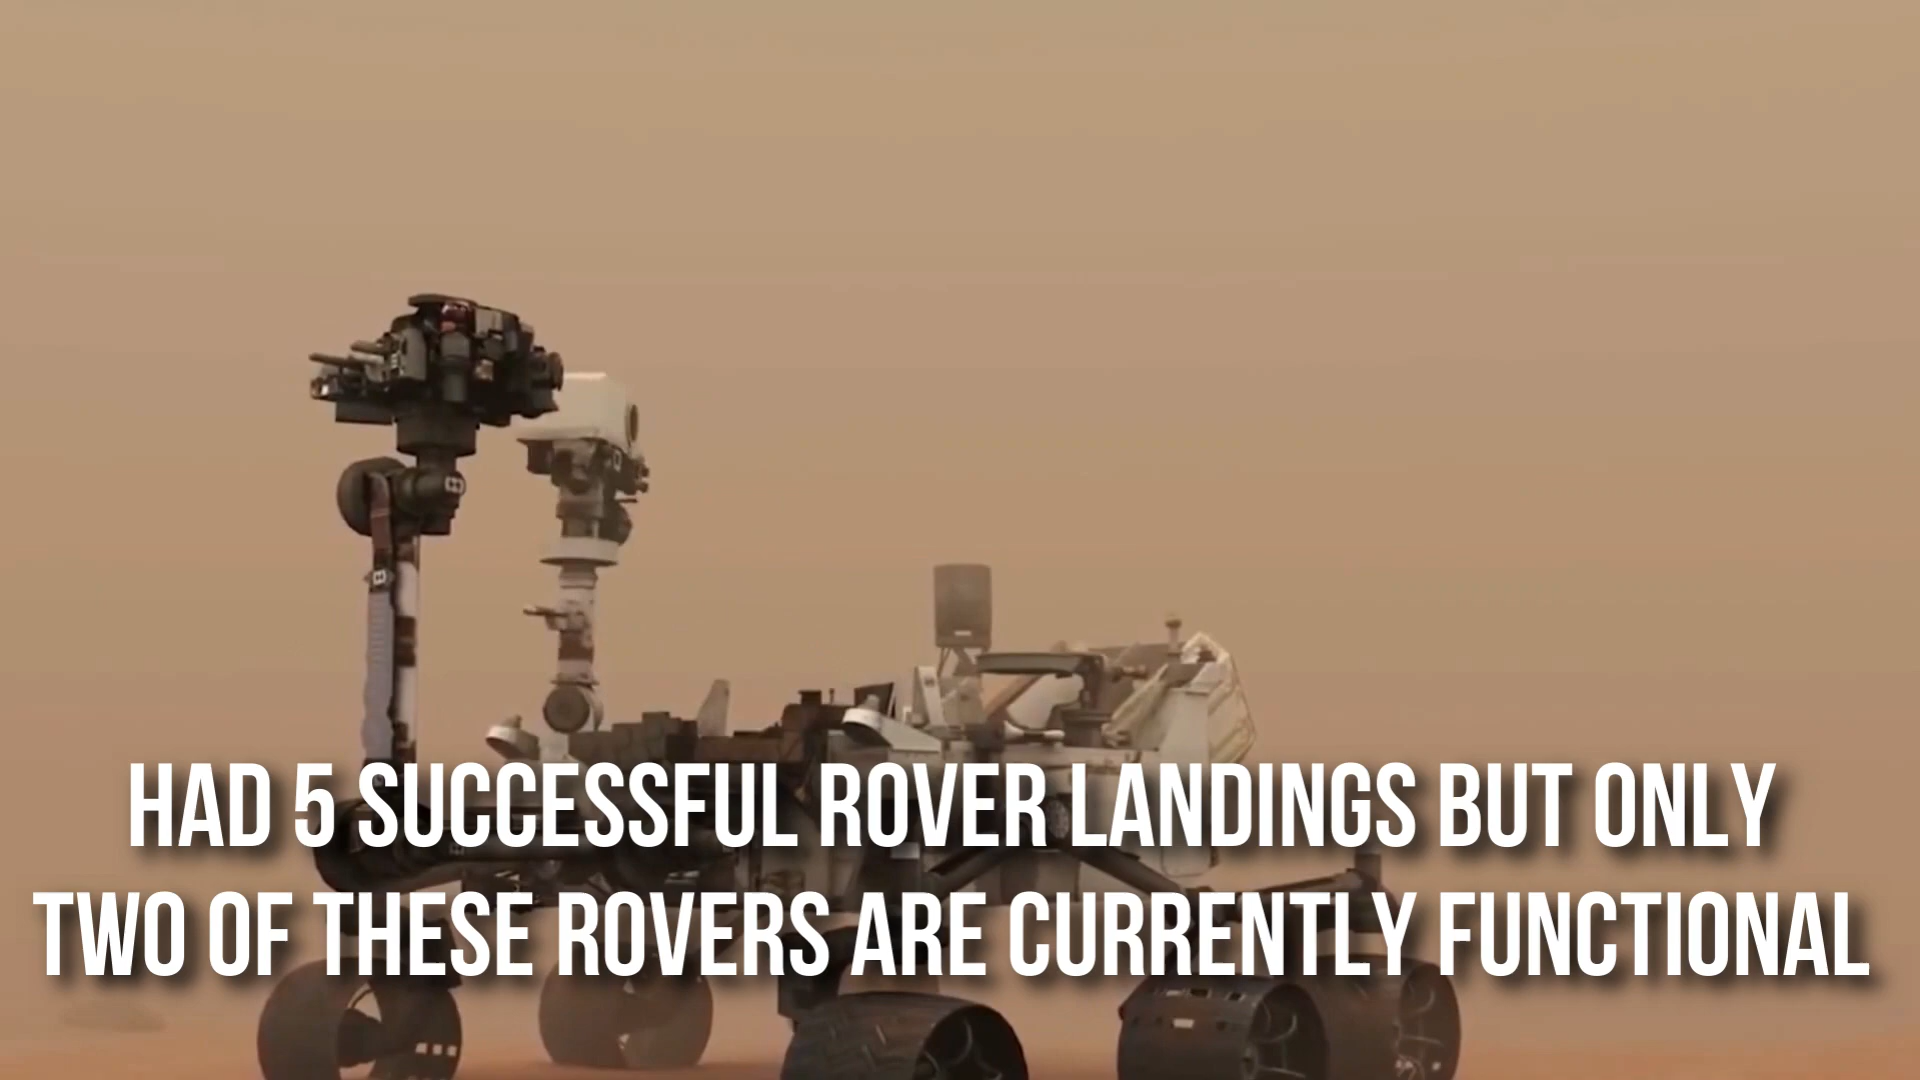 HAD 5 SUCCESSFUL ROVER LANDINGS BUT ONLY
TWO OF THESE ROVERS ARE CURRENTLY FUNCTIONAL